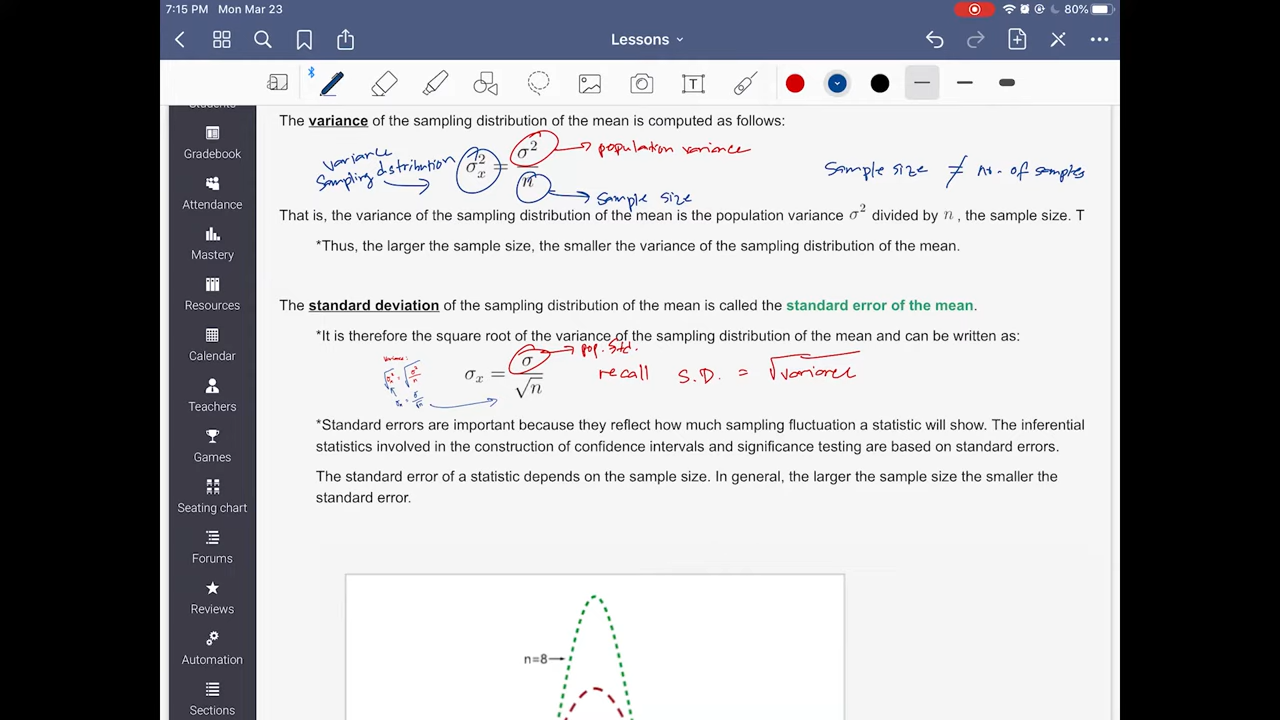 7:15 PM Mon Mar 23
80%
Lessons
T
Students
Gradebook
Attendance
Mastery
Resources
Calendar
Teachers
Games
Seating chart
Forums
Reviews
Automation
Sections
The variance of the sampling distribution of the mean is computed as follows:
variance
sampling distribution
σ²ₓ = σ²/n
population variance
sample size
Sample size ≠ Nr. of samples
That is, the variance of the sampling distribution of the mean is the population variance σ² divided by n , the sample size. T
*Thus, the larger the sample size, the smaller the variance of the sampling distribution of the mean.
The standard deviation of the sampling distribution of the mean is called the standard error of the mean.
*It is therefore the square root of the variance of the sampling distribution of the mean and can be written as:
Variance:
√σ²ₓ = √σ²/n
σₓ = σ/√n
σₓ = σ/√n
pop. Std.
recall S.D. = √variance
*Standard errors are important because they reflect how much sampling fluctuation a statistic will show. The inferential
statistics involved in the construction of confidence intervals and significance testing are based on standard errors.
The standard error of a statistic depends on the sample size. In general, the larger the sample size the smaller the
standard error.
n=8